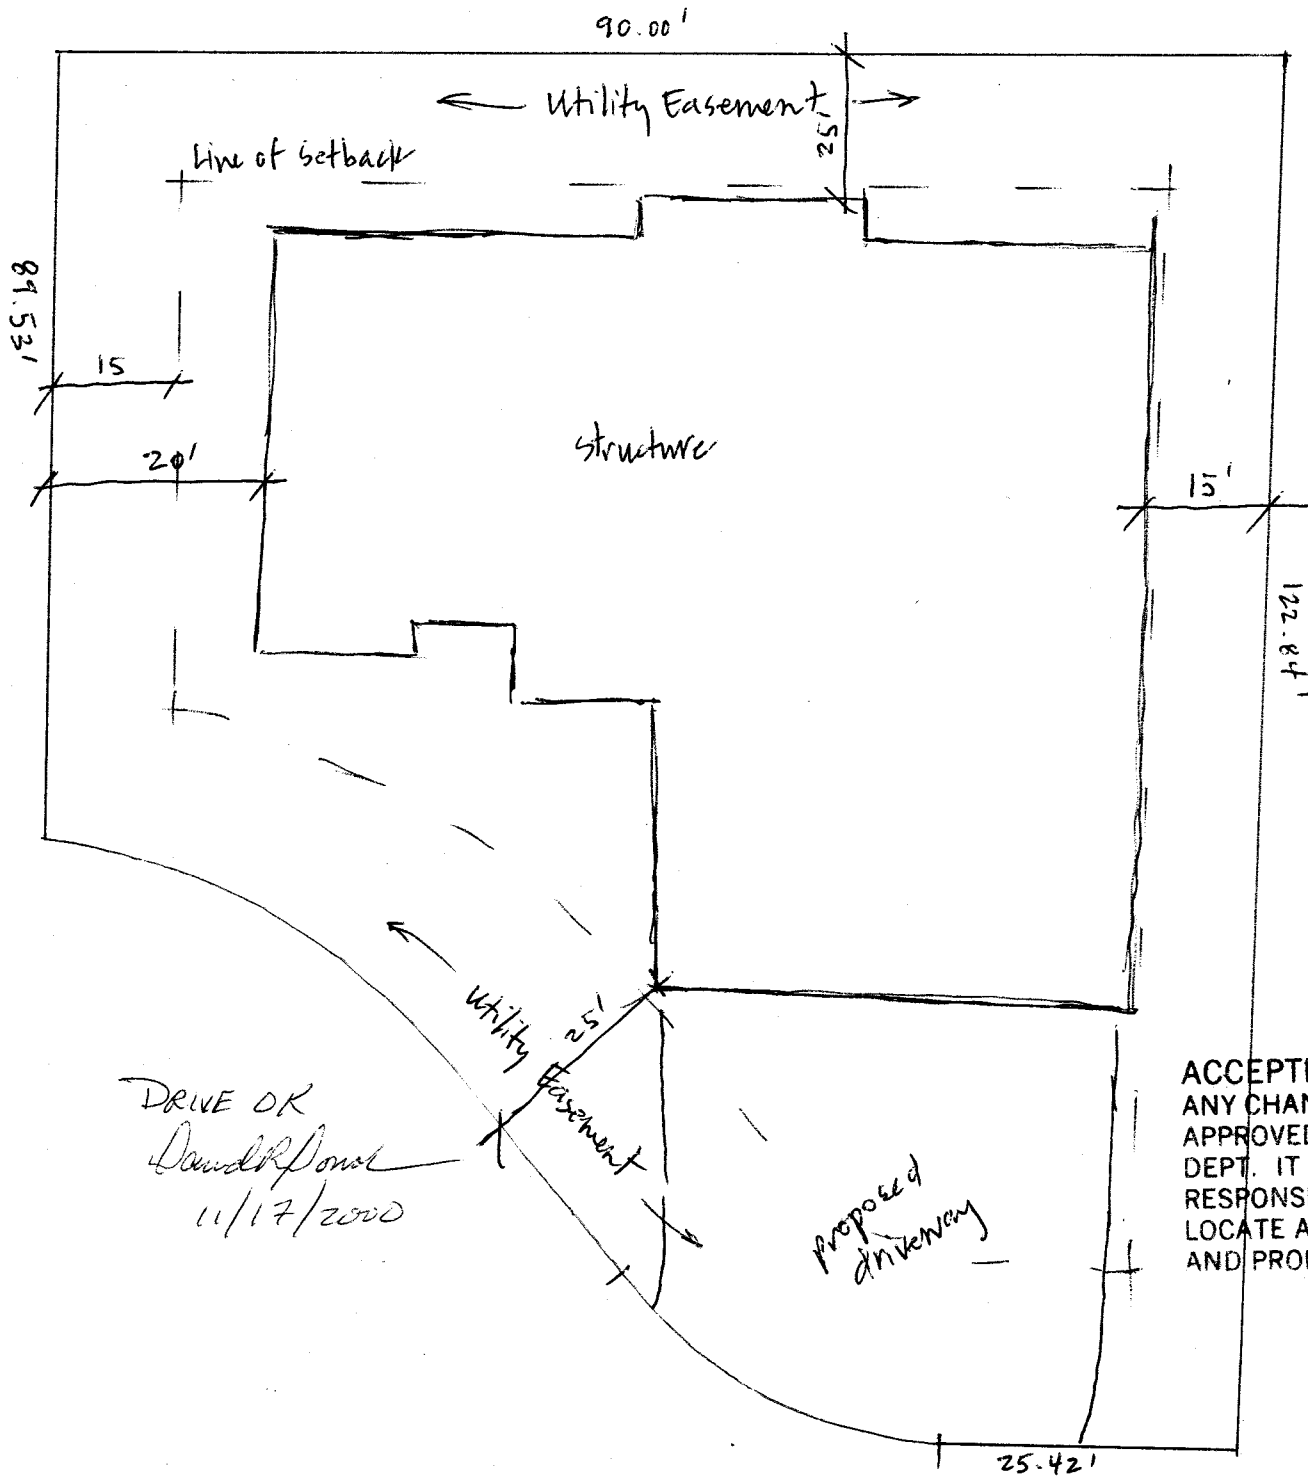 90.00'
Utility Easement
25'
Line of Setback
89.53'
15
20'
structure
15'
122.84'
Utility
Easement
25'
DRIVE OK
11/17/2000
proposed
driveway
ACCEPT
ANY CHAN
APPROVED
DEPT. IT
RESPONS
LOCATE A
AND PRO
25.42'